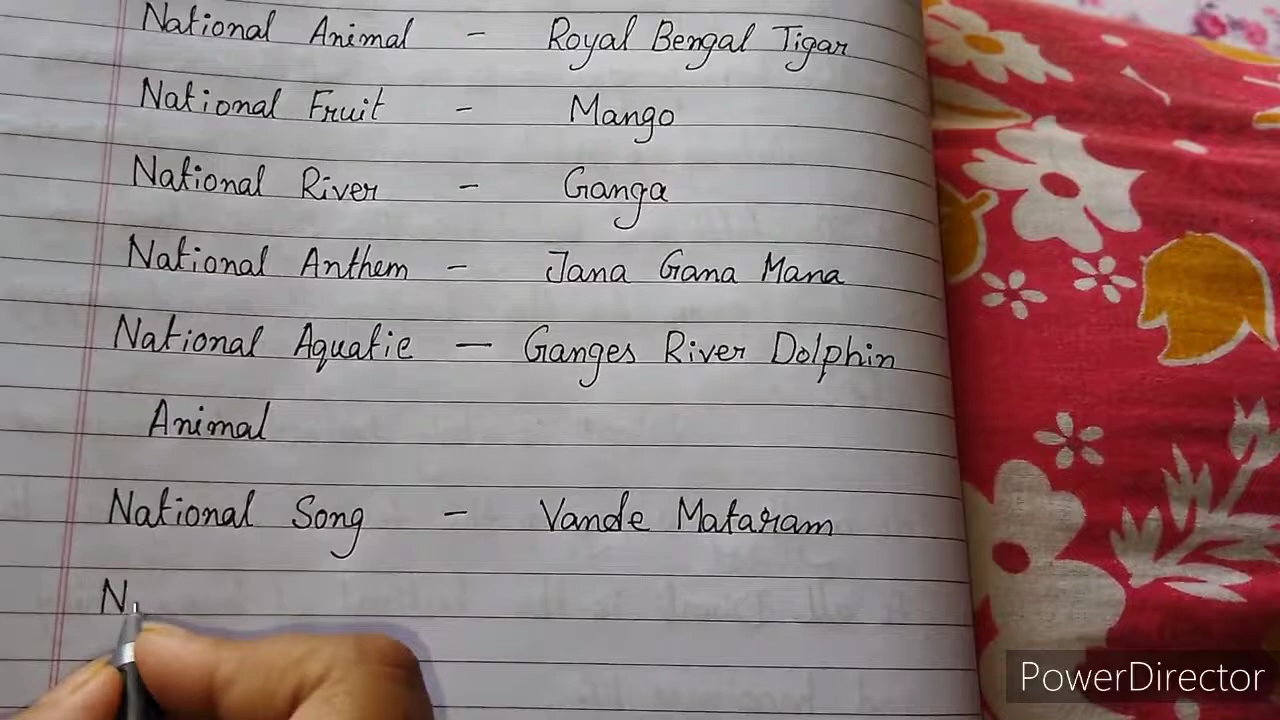 National Animal - Royal Bengal Tigar
National Fruit - Mango
National River - Ganga
National Anthem - Jana Gana Mana
National Aquatic - Ganges River Dolphin
Animal
National Song - Vande Mataram
N
PowerDirector